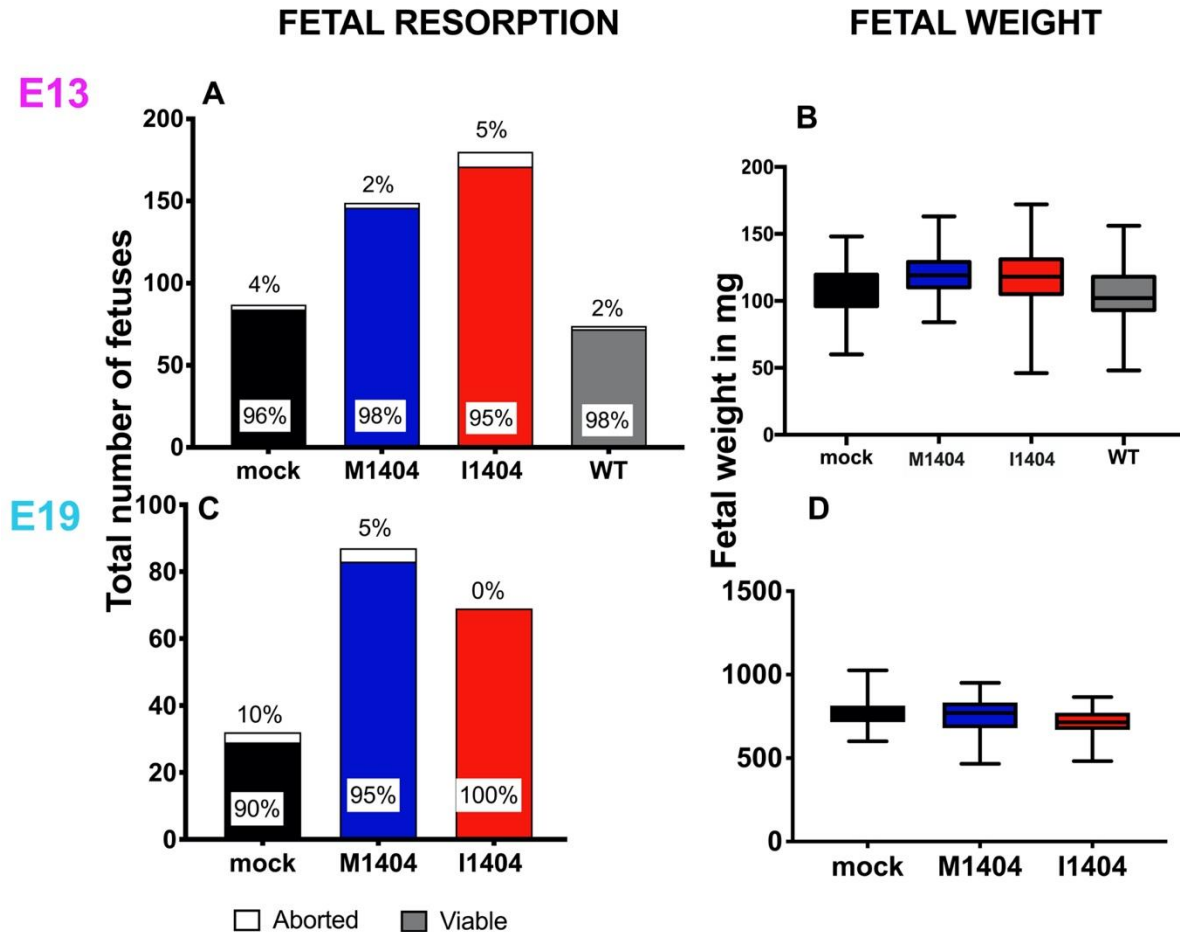 FETAL RESORPTION
FETAL WEIGHT
E13
A
Total number of fetuses
200
150
100
50
0
4%
2%
5%
2%
96%
98%
95%
98%
mock M1404 I1404 WT
B
Fetal weight in mg
200
150
100
50
0
mock M1404 I1404 WT
E19
C
100
80
60
40
20
0
10%
5%
0%
90%
95%
100%
mock M1404 I1404
D
1500
1000
500
0
mock M1404 I1404
Aborted Viable